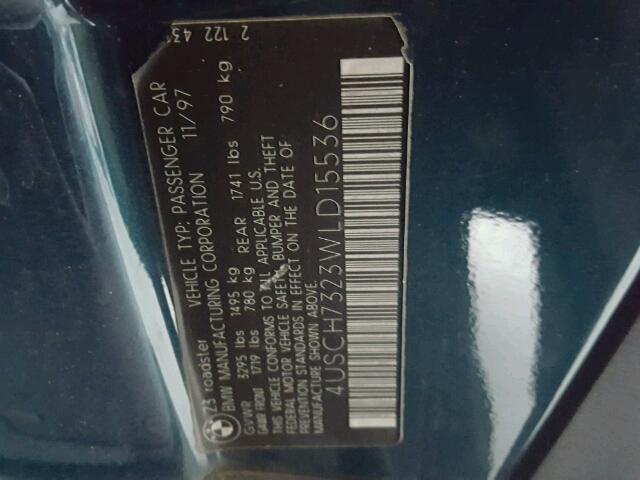 Z3 roadster VEHICLE TYP: PASSENGER CAR
BMW MANUFACTURING CORPORATION 11/97
GVWR 3295 lbs 1495 kg
GAWR FRONT 1719 lbs 780 kg REAR 1741 lbs 790 kg
THIS VEHICLE CONFORMS TO ALL APPLICABLE U.S.
FEDERAL MOTOR VEHICLE SAFETY, BUMPER AND THEFT
PREVENTION STANDARDS IN EFFECT ON THE DATE OF
MANUFACTURE SHOWN ABOVE.
4USCH7323WLD15536
2 122 43